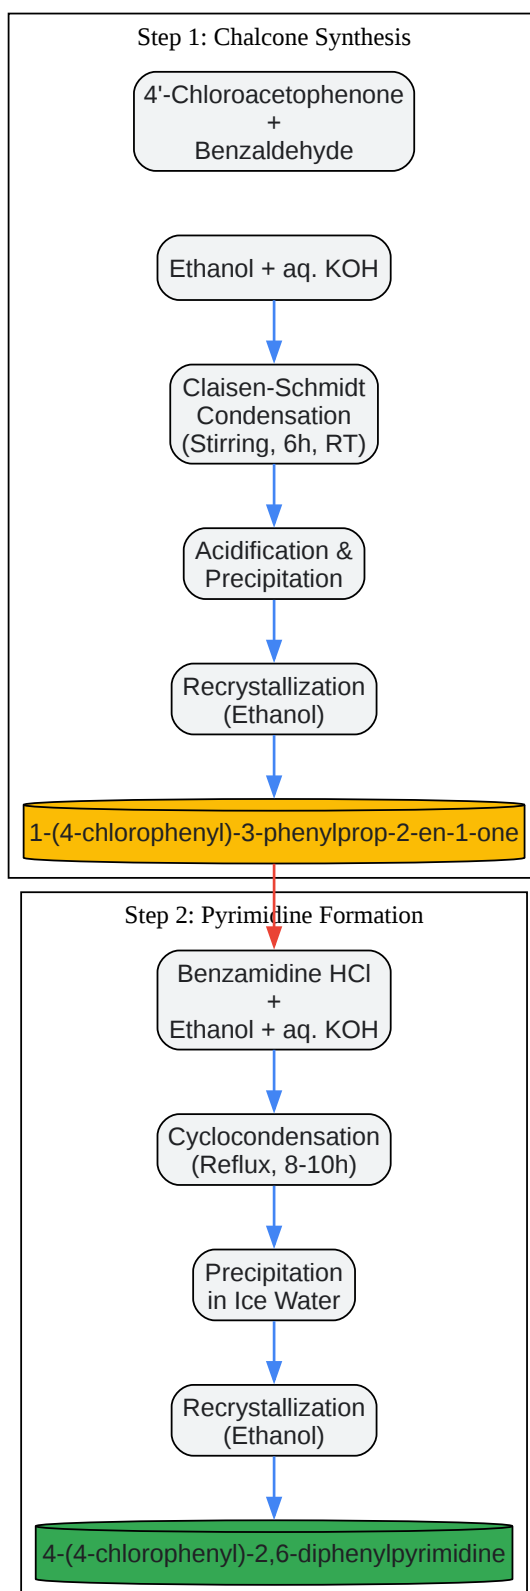 Step 1: Chalcone Synthesis
4'-Chloroacetophenone
+
Benzaldehyde
Ethanol + aq. KOH
Claisen-Schmidt
Condensation
(Stirring, 6h, RT)
Acidification &
Precipitation
Recrystallization
(Ethanol)
1-(4-chlorophenyl)-3-phenylprop-2-en-1-one
Step 2: Pyrimidine Formation
Benzamidine HCl
+
Ethanol + aq. KOH
Cyclocondensation
(Reflux, 8-10h)
Precipitation
in Ice Water
Recrystallization
(Ethanol)
4-(4-chlorophenyl)-2,6-diphenylpyrimidine